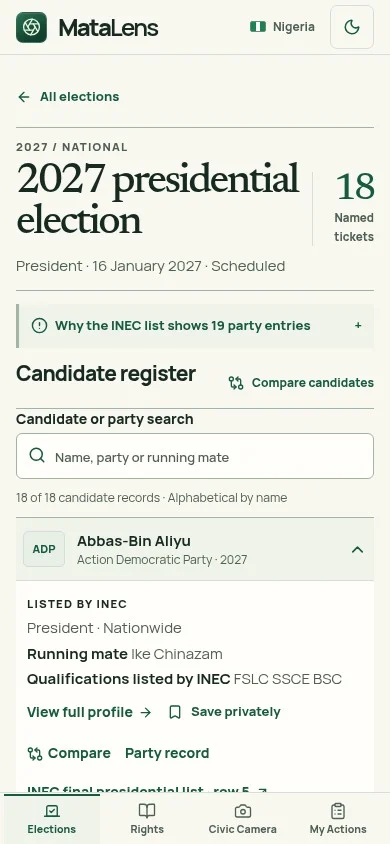 MataLens
Nigeria
All elections
2027 / NATIONAL
2027 presidential
election
18
Named
tickets
President · 16 January 2027 · Scheduled
Why the INEC list shows 19 party entries +
Candidate register
Compare candidates
Candidate or party search
Name, party or running mate
18 of 18 candidate records · Alphabetical by name
ADP
Abbas-Bin Aliyu
Action Democratic Party · 2027
LISTED BY INEC
President · Nationwide
Running mate Ike Chinazam
Qualifications listed by INEC FSLC SSCE BSC
View full profile → Save privately
Compare Party record
INEC final presidential list · row 5 ↗
Elections Rights Civic Camera My Actions